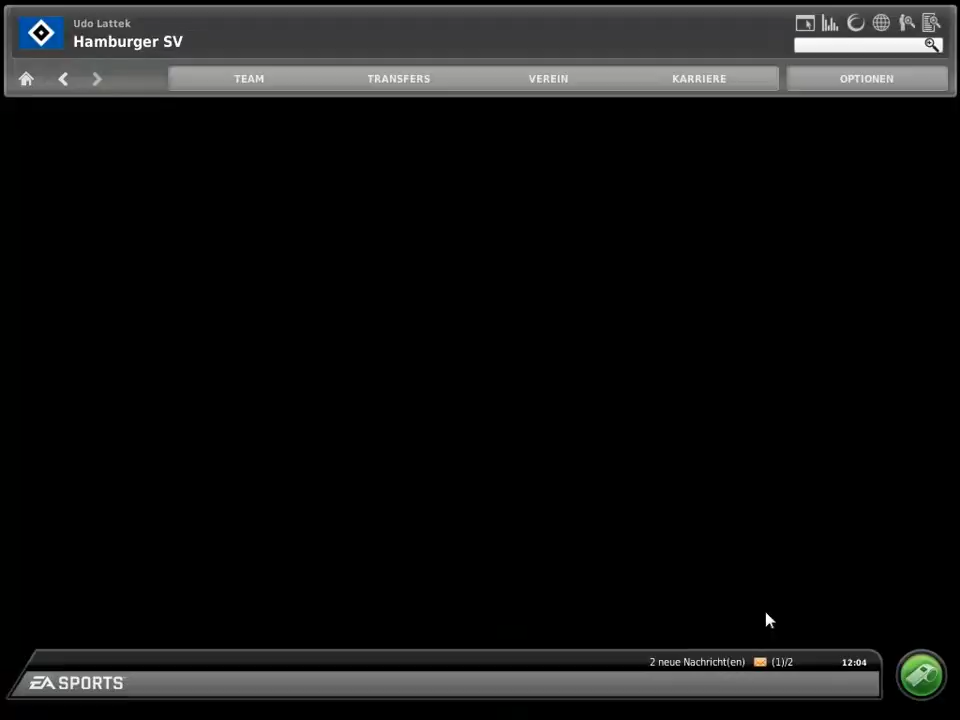 Udo Lattek
Hamburger SV
TEAM TRANSFERS VEREIN KARRIERE OPTIONEN
2 neue Nachricht(en) (1)/2 12:04
EA SPORTS